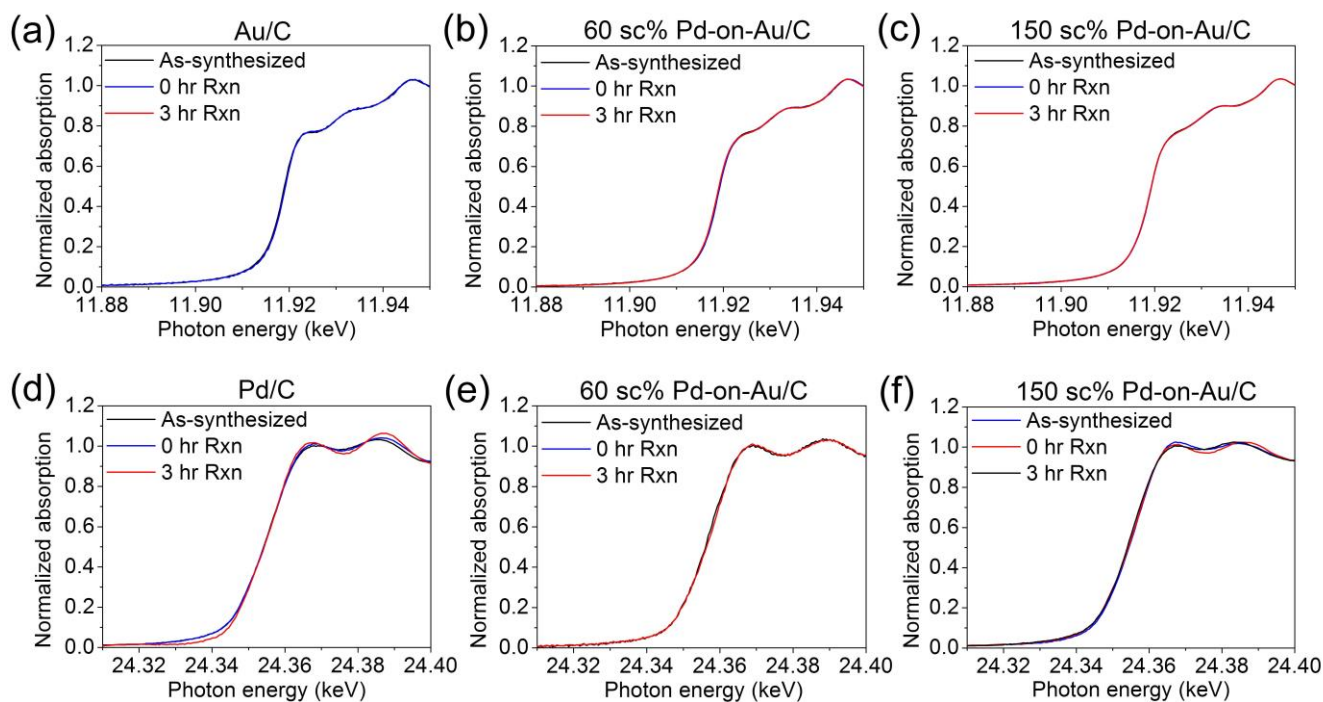 (a) Au/C
As-synthesized
0 hr Rxn
3 hr Rxn
Normalized absorption
1.2
1.0
0.8
0.6
0.4
0.2
0.0
11.88 11.90 11.92 11.94
Photon energy (keV)
(b) 60 sc% Pd-on-Au/C
As-synthesized
0 hr Rxn
3 hr Rxn
Normalized absorption
1.2
1.0
0.8
0.6
0.4
0.2
0.0
11.88 11.90 11.92 11.94
Photon energy (keV)
(c) 150 sc% Pd-on-Au/C
As-synthesized
0 hr Rxn
3 hr Rxn
Normalized absorption
1.2
1.0
0.8
0.6
0.4
0.2
0.0
11.88 11.90 11.92 11.94
Photon energy (keV)
(d) Pd/C
As-synthesized
0 hr Rxn
3 hr Rxn
Normalized absorption
1.2
1.0
0.8
0.6
0.4
0.2
0.0
24.32 24.34 24.36 24.38 24.40
Photon energy (keV)
(e) 60 sc% Pd-on-Au/C
As-synthesized
0 hr Rxn
3 hr Rxn
Normalized absorption
1.2
1.0
0.8
0.6
0.4
0.2
0.0
24.32 24.34 24.36 24.38 24.40
Photon energy (keV)
(f) 150 sc% Pd-on-Au/C
As-synthesized
0 hr Rxn
3 hr Rxn
Normalized absorption
1.2
1.0
0.8
0.6
0.4
0.2
0.0
24.32 24.34 24.36 24.38 24.40
Photon energy (keV)